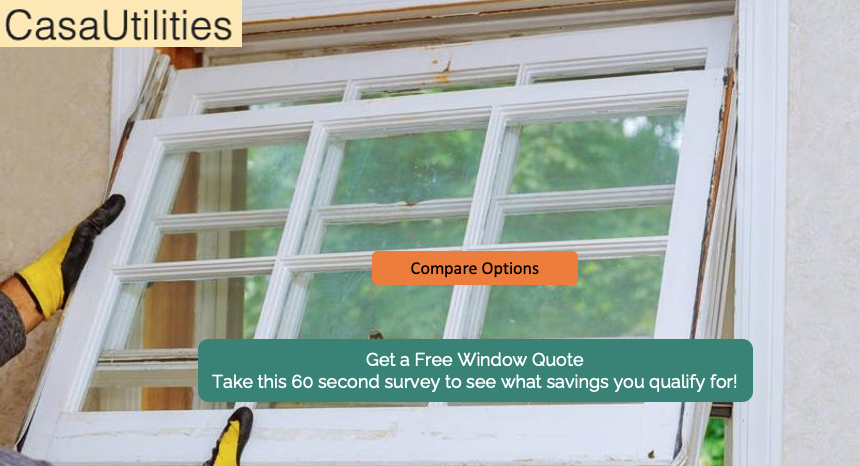 CasaUtilities
Compare Options
Get a Free Window Quote
Take this 60 second survey to see what savings you qualify for!